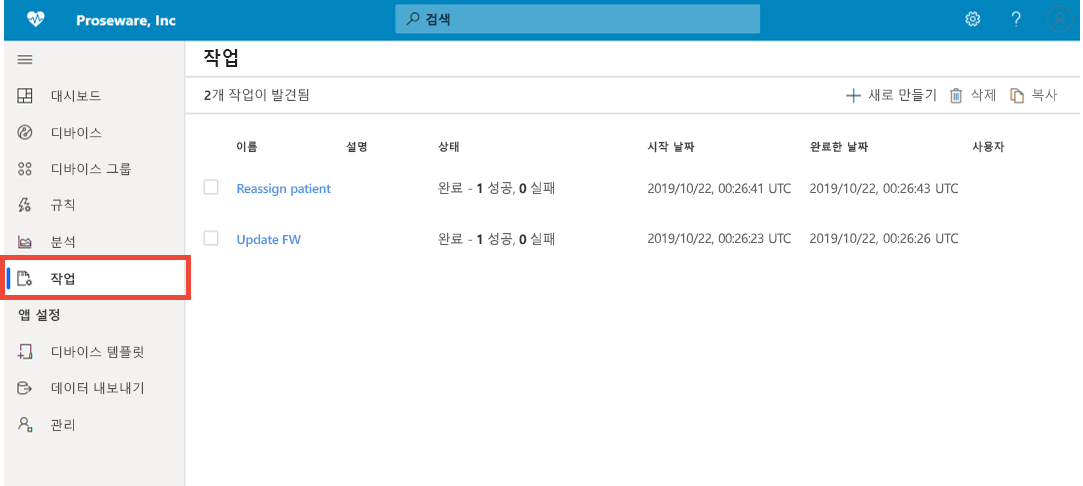 Proseware, Inc
검색
?
작업
2개 작업이 발견됨
새로 만들기 삭제 복사
대시보드
디바이스
디바이스 그룹
규칙
분석
작업
앱 설정
디바이스 템플릿
데이터 내보내기
관리
이름 설명 상태 시작 날짜 완료한 날짜 사용자
Reassign patient 완료 - 1 성공, 0 실패 2019/10/22, 00:26:41 UTC 2019/10/22, 00:26:43 UTC
Update FW 완료 - 1 성공, 0 실패 2019/10/22, 00:26:23 UTC 2019/10/22, 00:26:26 UTC